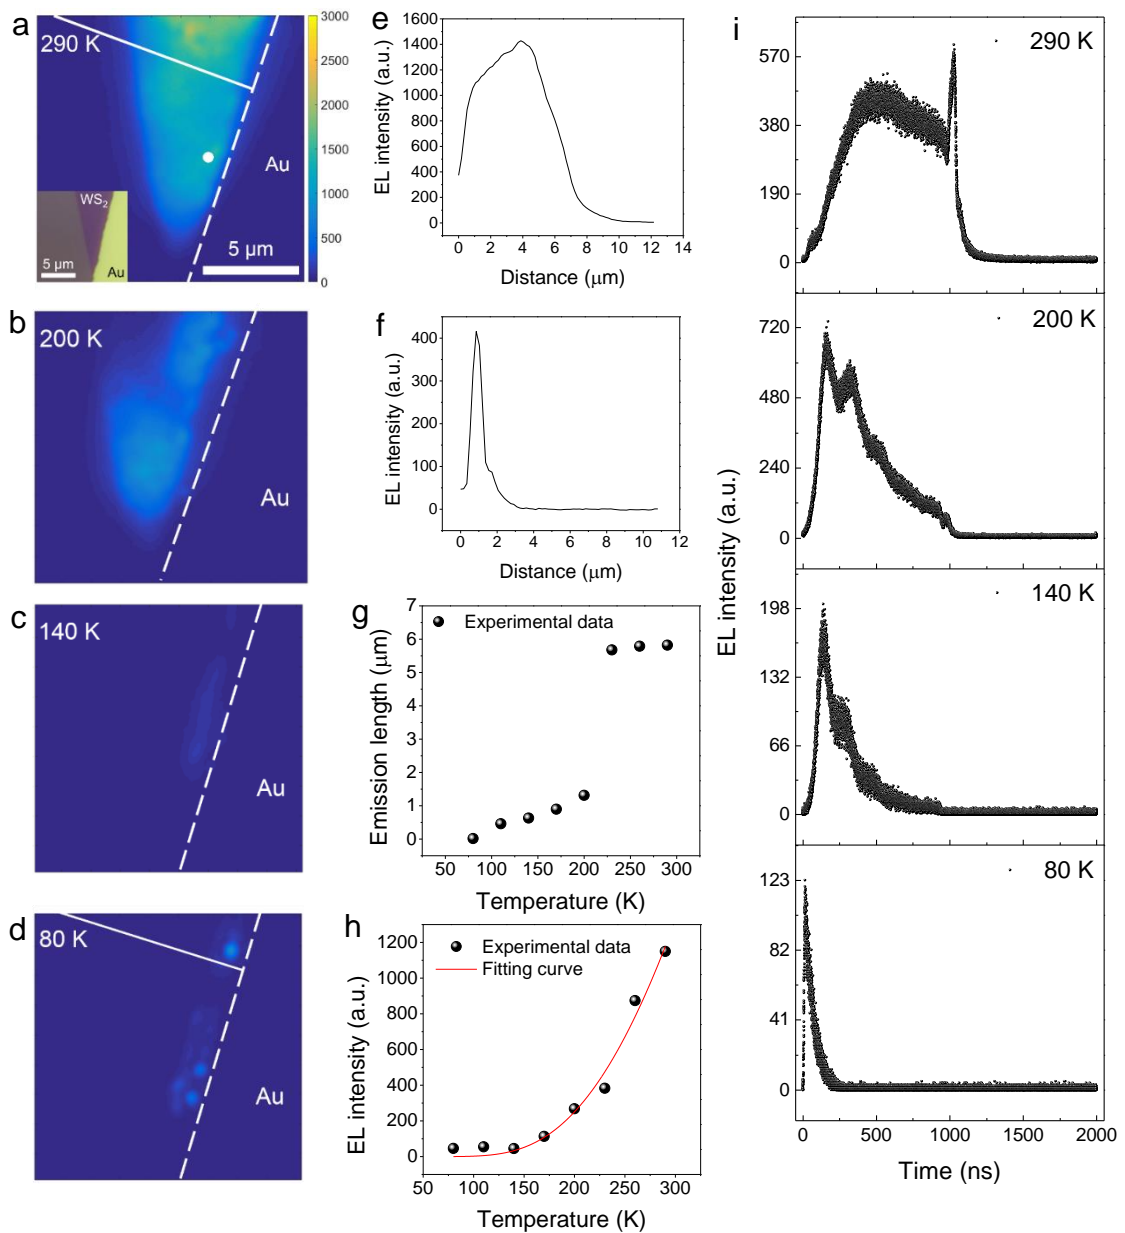 a
290 K
Au
WS2
5 μm
Au
5 μm
3000
2500
2000
1500
1000
500
0
b
200 K
Au
c
140 K
Au
d
80 K
Au
e
EL intensity (a.u.)
1600
1400
1200
1000
800
600
400
200
0
0 2 4 6 8 10 12 14
Distance (μm)
f
EL intensity (a.u.)
400
300
200
100
0
0 2 4 6 8 10 12
Distance (μm)
g
Experimental data
Emission length (μm)
7
6
5
4
3
2
1
0
50 100 150 200 250 300
Temperature (K)
h
Experimental data
Fitting curve
EL intensity (a.u.)
1200
1000
800
600
400
200
0
50 100 150 200 250 300
Temperature (K)
i
290 K
570
380
190
0
200 K
720
480
240
0
140 K
198
132
66
0
80 K
123
82
41
0
EL intensity (a.u.)
0 500 1000 1500 2000
Time (ns)